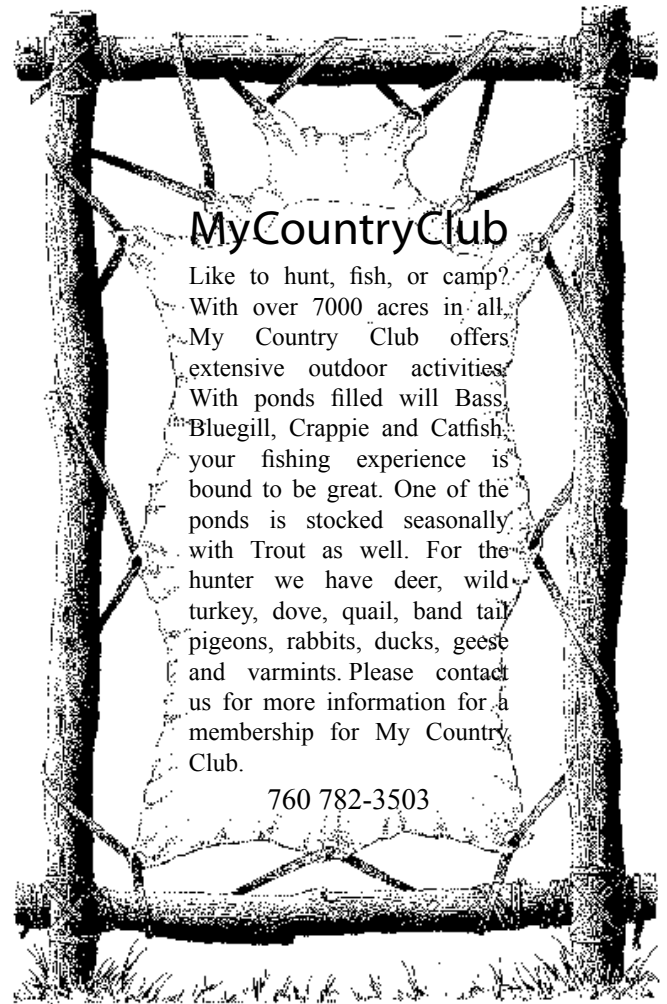 MyCountryClub
Like to hunt, fish, or camp?
With over 7000 acres in all,
My Country Club offers
extensive outdoor activities.
With ponds filled will Bass,
Bluegill, Crappie and Catfish,
your fishing experience is
bound to be great. One of the
ponds is stocked seasonally
with Trout as well. For the
hunter we have deer, wild
turkey, dove, quail, band tail
pigeons, rabbits, ducks, geese
and varmints. Please contact
us for more information for a
membership for My Country
Club.
760 782-3503